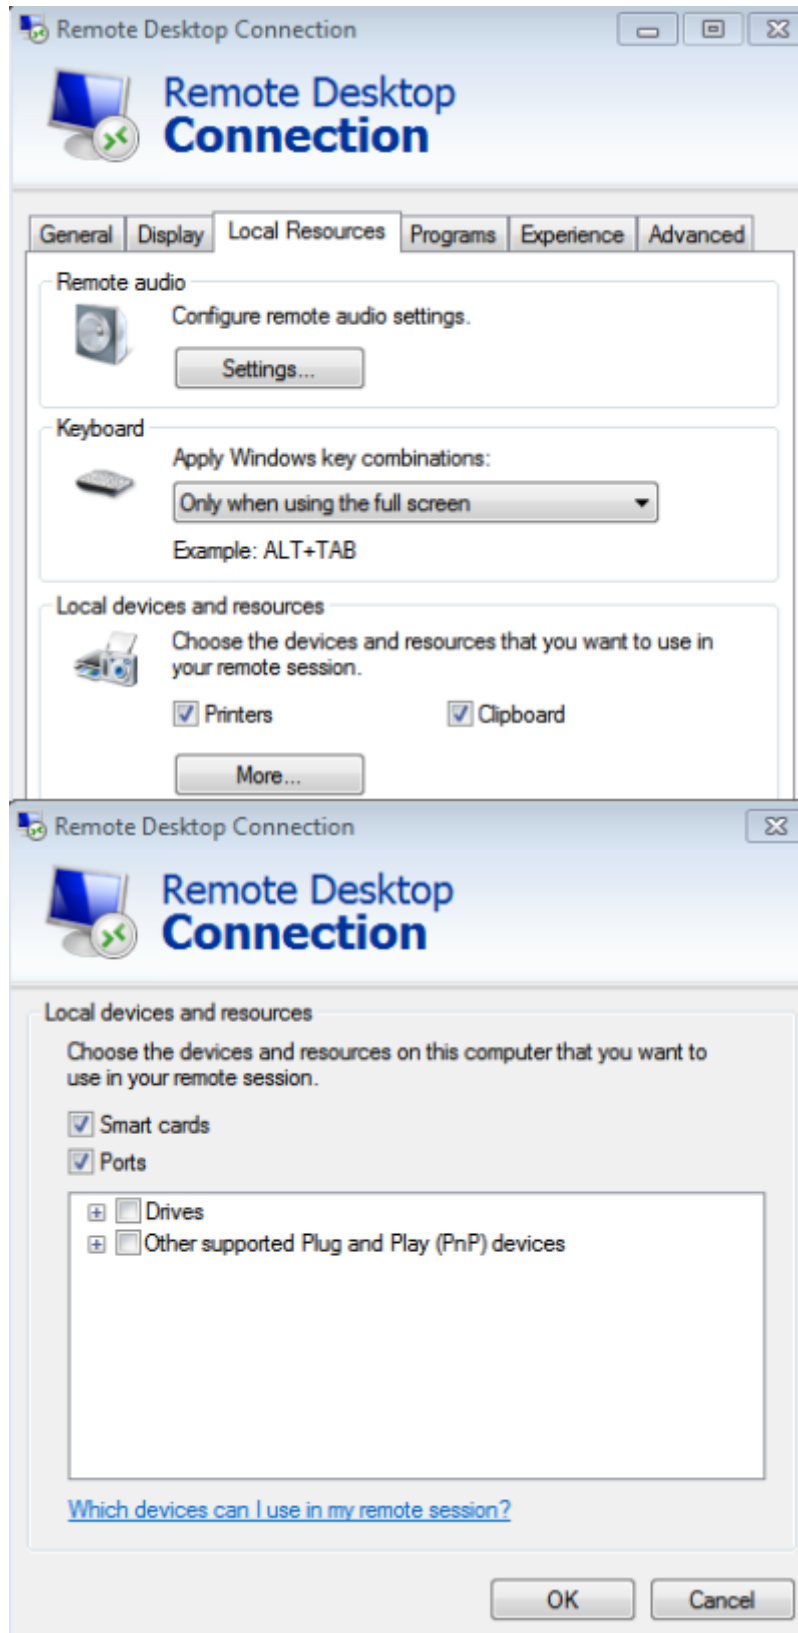 Remote Desktop Connection
Remote Desktop
Connection
General Display Local Resources Programs Experience Advanced
Remote audio
Configure remote audio settings.
Settings...
Keyboard
Apply Windows key combinations:
Only when using the full screen
Example: ALT+TAB
Local devices and resources
Choose the devices and resources that you want to use in
your remote session.
Printers Clipboard
More...
Remote Desktop Connection
Remote Desktop
Connection
Local devices and resources
Choose the devices and resources on this computer that you want to
use in your remote session.
Smart cards
Ports
Drives
Other supported Plug and Play (PnP) devices
Which devices can I use in my remote session?
OK Cancel